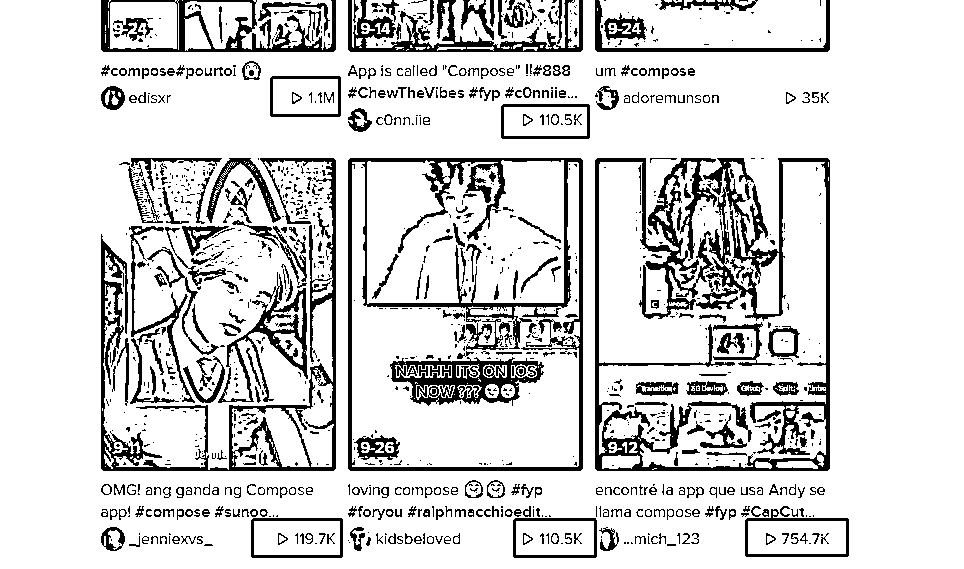 9-24
9-14
9-24
#compose#pourtoi 😱
edisxr
1.1M
App is called "Compose" !!#888
#ChewTheVibes #fyp #c0nniie...
c0nn.iie
110.5K
um #compose
adoremunson
35K
9-11
OMG! ang ganda ng Compose
app! #compose #sunoo...
_jenniexvs_
119.7K
NAHHH ITS ON IOS
NOW ???
9-26
loving compose #fyp
#foryou #ralphmacchioedit...
kidsbeloved
110.5K
9-12
encontré la app que usa Andy se
llama compose #fyp #CapCut...
...mich_123
754.7K